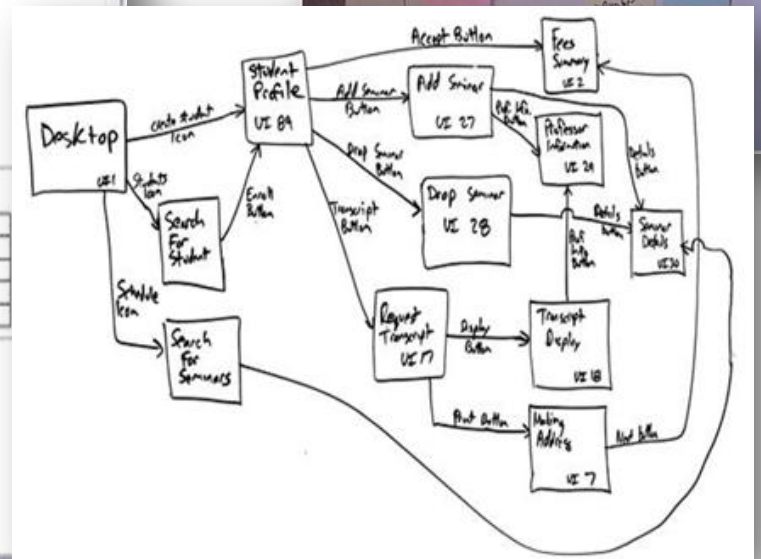 Accept Button
Fees
Summary
UI 2
Student
Profile
UI 89
Add Seminar
Button
Add Seminar
UI 27
Prof Info
Button
Professor
Information
UI 29
Desktop
UI 1
Create Student
Icon
Students
Icon
Drop Seminar
Button
Details
Button
Search
For
Student
Enroll
Button
Transcript
Button
Drop Seminar
UI 28
Details
Button
Seminar
Details
UI 30
Prof
Info
Button
Schedule
Icon
Search
For
Seminars
Request
Transcript
UI 17
Display
Button
Transcript
Display
UI 18
Print Button
Mailing
Address
UI 7
Next Button